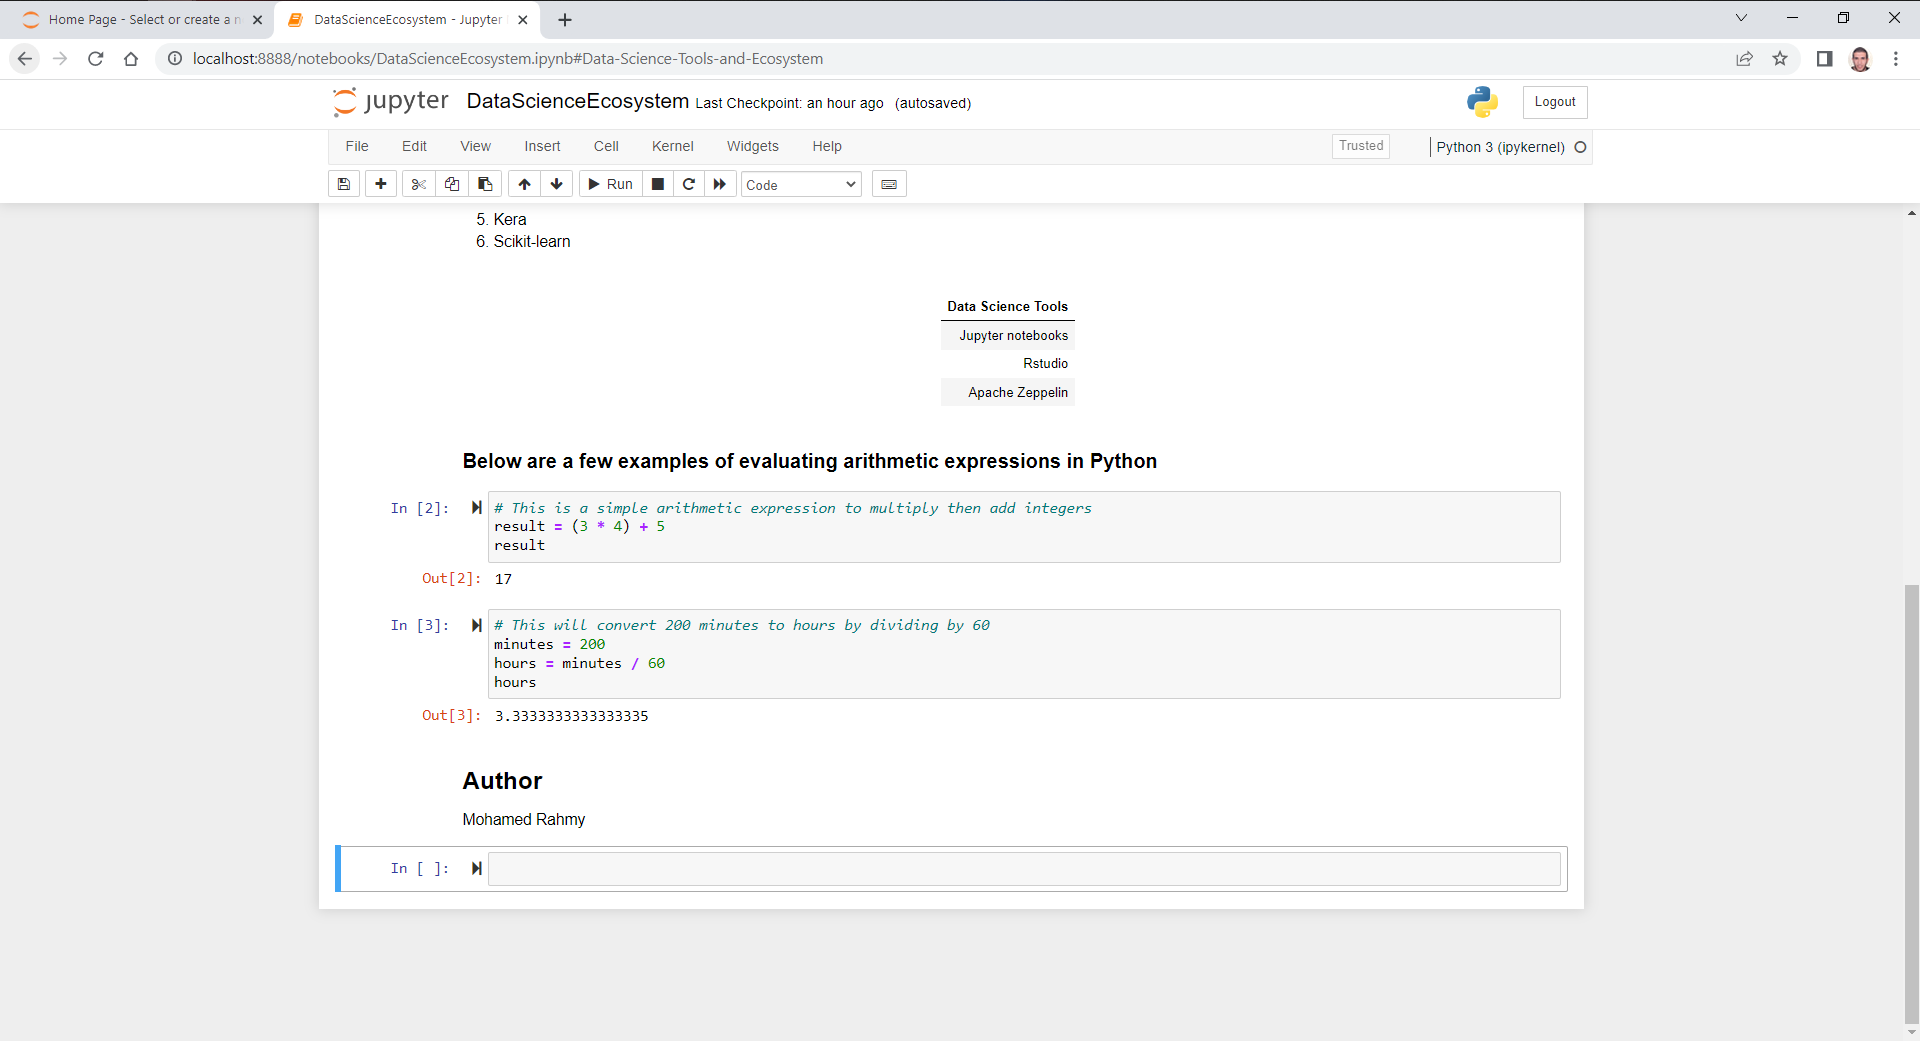 Home Page - Select or create a n
DataScienceEcosystem - Jupyter
localhost:8888/notebooks/DataScienceEcosystem.ipynb#Data-Science-Tools-and-Ecosystem
jupyter DataScienceEcosystem Last Checkpoint: an hour ago (autosaved)
Logout
File Edit View Insert Cell Kernel Widgets Help
Trusted
Python 3 (ipykernel)
Run
Code
5. Kera
6. Scikit-learn
Data Science Tools
Jupyter notebooks
Rstudio
Apache Zeppelin
Below are a few examples of evaluating arithmetic expressions in Python
In [2]:
# This is a simple arithmetic expression to multiply then add integers
result = (3 * 4) + 5
result
Out[2]: 17
In [3]:
# This will convert 200 minutes to hours by dividing by 60
minutes = 200
hours = minutes / 60
hours
Out[3]: 3.3333333333333335
Author
Mohamed Rahmy
In [ ]: